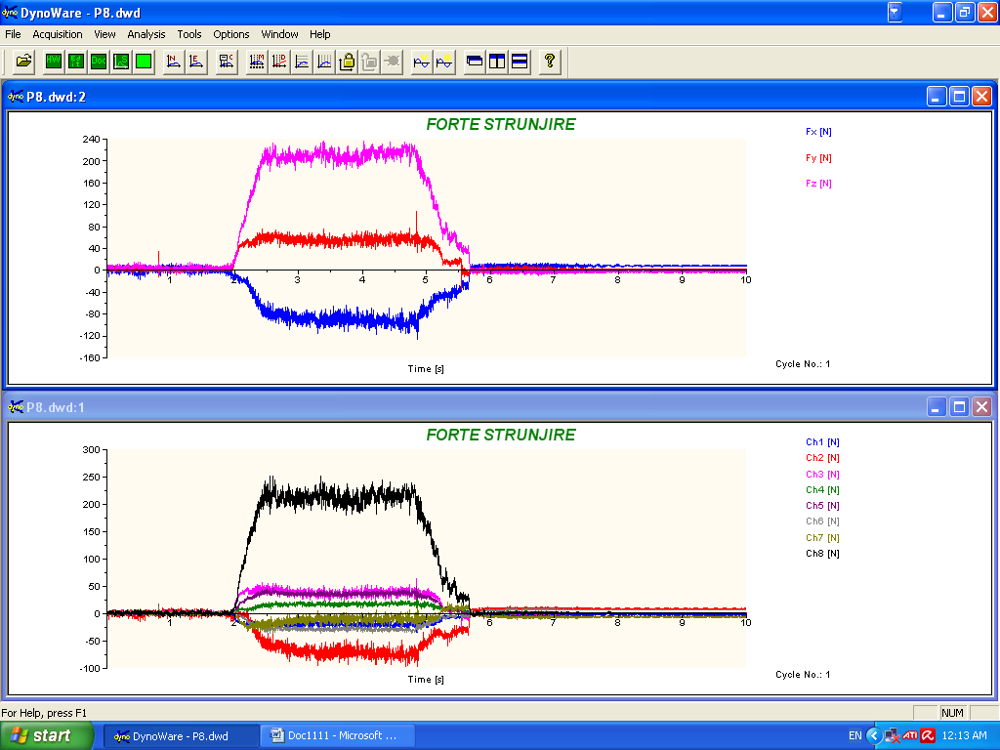 DynoWare - P8.dwd
File Acquisition View Analysis Tools Options Window Help
P8.dwd:2
FORTE STRUNJIRE
Fx [N]
Fy [N]
Fz [N]
240
200
160
120
80
40
0
-40
-80
-120
-160
1 2 3 4 5 6 7 8 9 10
Time [s]
Cycle No.: 1
P8.dwd:1
FORTE STRUNJIRE
Ch1 [N]
Ch2 [N]
Ch3 [N]
Ch4 [N]
Ch5 [N]
Ch6 [N]
Ch7 [N]
Ch8 [N]
300
250
200
150
100
50
0
-50
-100
1 2 3 4 5 6 7 8 9 10
Time [s]
Cycle No.: 1
For Help, press F1
NUM
start
DynoWare - P8.dwd
Doc1111 - Microsoft ...
EN
ATI
12:13 AM